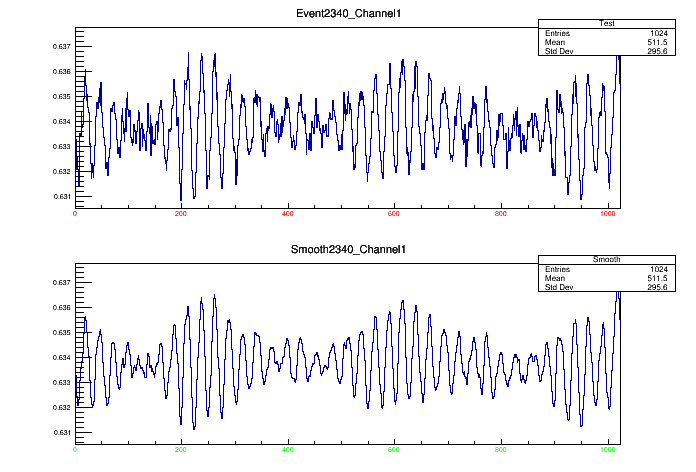 Event2340_Channel1
Test
Entries 1024
Mean 511.5
Std Dev 295.6
0.637
0.636
0.635
0.634
0.633
0.632
0.631
0 200 400 600 800 1000
Smooth2340_Channel1
Smooth
Entries 1024
Mean 511.5
Std Dev 295.6
0.637
0.636
0.635
0.634
0.633
0.632
0.631
0 200 400 600 800 1000